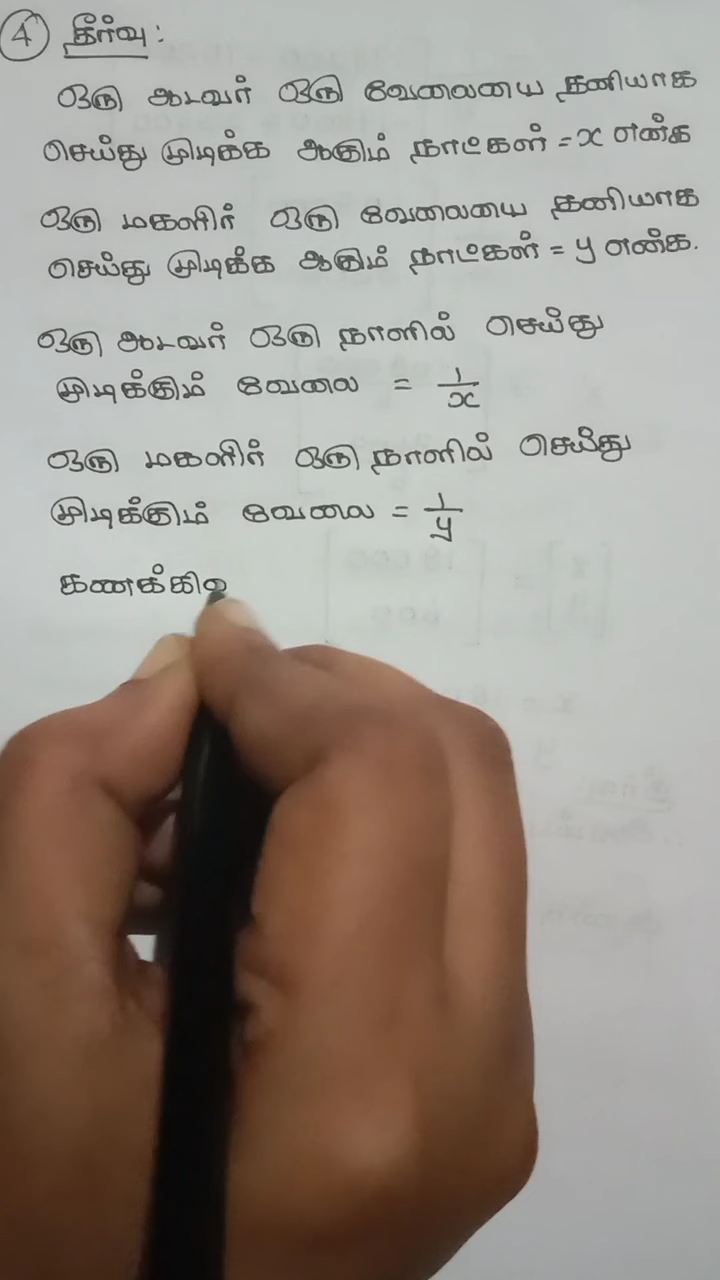 4 தீர்வு:
ஒரு ஆடவர் ஒரு வேலையை தனியாக
செய்து முடிக்க ஆகும் நாட்கள் = x என்க
ஒரு மகளிர் ஒரு வேலையை தனியாக
செய்து முடிக்க ஆகும் நாட்கள் = y என்க.
ஒரு ஆடவர் ஒரு நாளில் செய்து
முடிக்கும் வேலை = 1/x
ஒரு மகளிர் ஒரு நாளில் செய்து
முடிக்கும் வேலை = 1/y
கணக்கி